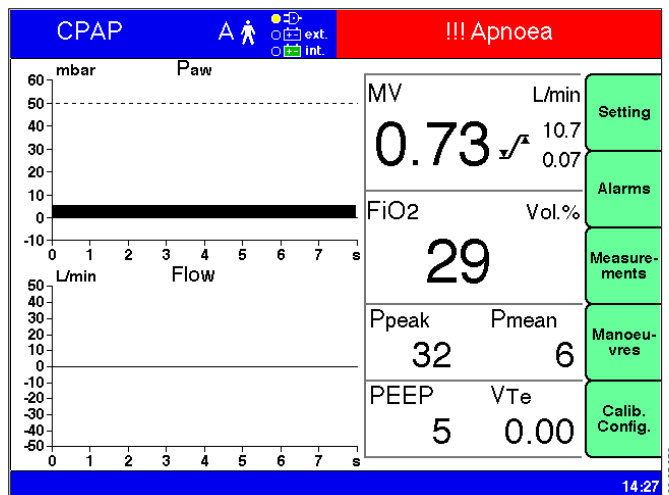 CPAP
A
ext.
int.
!!! Apnoea
mbar
Paw
60
50
40
30
20
10
0
-10
0 1 2 3 4 5 6 7 s
L/min
Flow
50
40
30
20
10
0
-10
-20
-30
-40
-50
0 1 2 3 4 5 6 7 s
MV L/min
0.73 10.7
0.07
FiO2 Vol.%
29
Ppeak Pmean
32 6
PEEP VTe
5 0.00
Setting
Alarms
Measure-
ments
Manoeu-
vres
Calib.
Config.
14:27